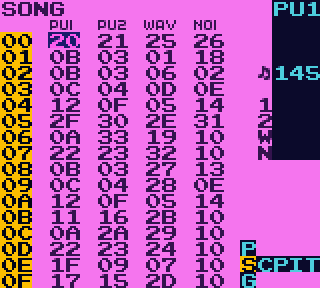 SONG PU1
PU1 PU2 WAV NOI
00 20 21 25 26
01 0B 03 01 18
02 0B 03 06 02 ♫145
03 0C 04 0D 0E
04 12 0F 05 14 1
05 2F 30 2E 31 2
06 0A 33 19 10 W
07 22 23 32 10 N
08 0B 03 27 13
09 0C 04 28 0E
0A 12 0F 05 14
0B 11 16 2B 10
0C 0A 2A 29 10
0D 22 23 24 10 P
0E 1F 09 07 10 SCPIT
0F 17 15 2D 10 G